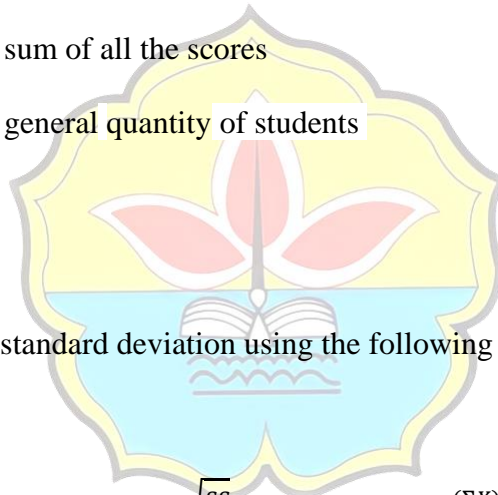 sum of all the scores
general quantity of students
standard deviation using the following